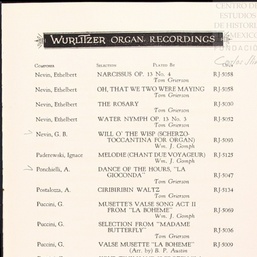 CENTRO DE
ESTUDIOS
DE HISTORIA
FUNDACIÓN
WURLITZER ORGAN RECORDINGS
COMPOSER SELECTION PLAYED BY
Nevin, Ethelbert NARCISSUS OP. 13 No. 4 RJ 5058
Tom Grierson
Nevin, Ethelbert OH, THAT WE TWO WERE MAYING RJ 5058
Tom Grierson
Nevin, Ethelbert THE ROSARY RJ 5030
Tom Grierson
Nevin, Ethelbert WATER NYMPH OP. 13 No. 3 RJ 5032
Tom Grierson
Nevin, G. B. WILL O' THE WISP (SCHERZO-
TOCCANTINA FOR ORGAN) RJ 5093
Wm. J. Gomph
Paderewski, Ignace MELODIE (CHANT DUE VOYAGEUR) RJ 5125
Wm. J. Gomph
Ponchielli, A. DANCE OF THE HOURS, "LA
GIOCONDA" RJ 5047
Tom Grierson
Postalozza, A. CIRIBIRIBIN WALTZ RJ 5134
Tom Grierson
Puccini, G. MUSETTE'S VALSE SONG ACT II
FROM "LA BOHEME" RJ 5069
Wm. J. Gomph
Puccini, G. SELECTION FROM "MADAME
BUTTERFLY" RJ 5036
Tom Grierson
Puccini, G. VALSE MUSETTE "LA BOHEME" RJ 5009
(Arr. by) B. P. Austin